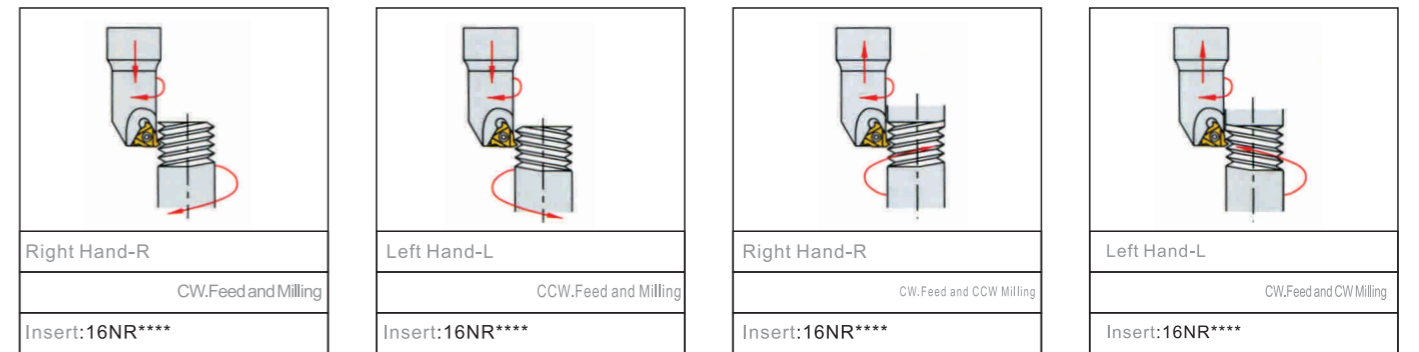 Right Hand-R
CW.Feed and Milling
Insert:16NR****
Left Hand-L
CCW.Feed and Milling
Insert:16NR****
Right Hand-R
CW.Feed and CCW Milling
Insert:16NR****
Left Hand-L
CW.Feed and CW Milling
Insert:16NR****